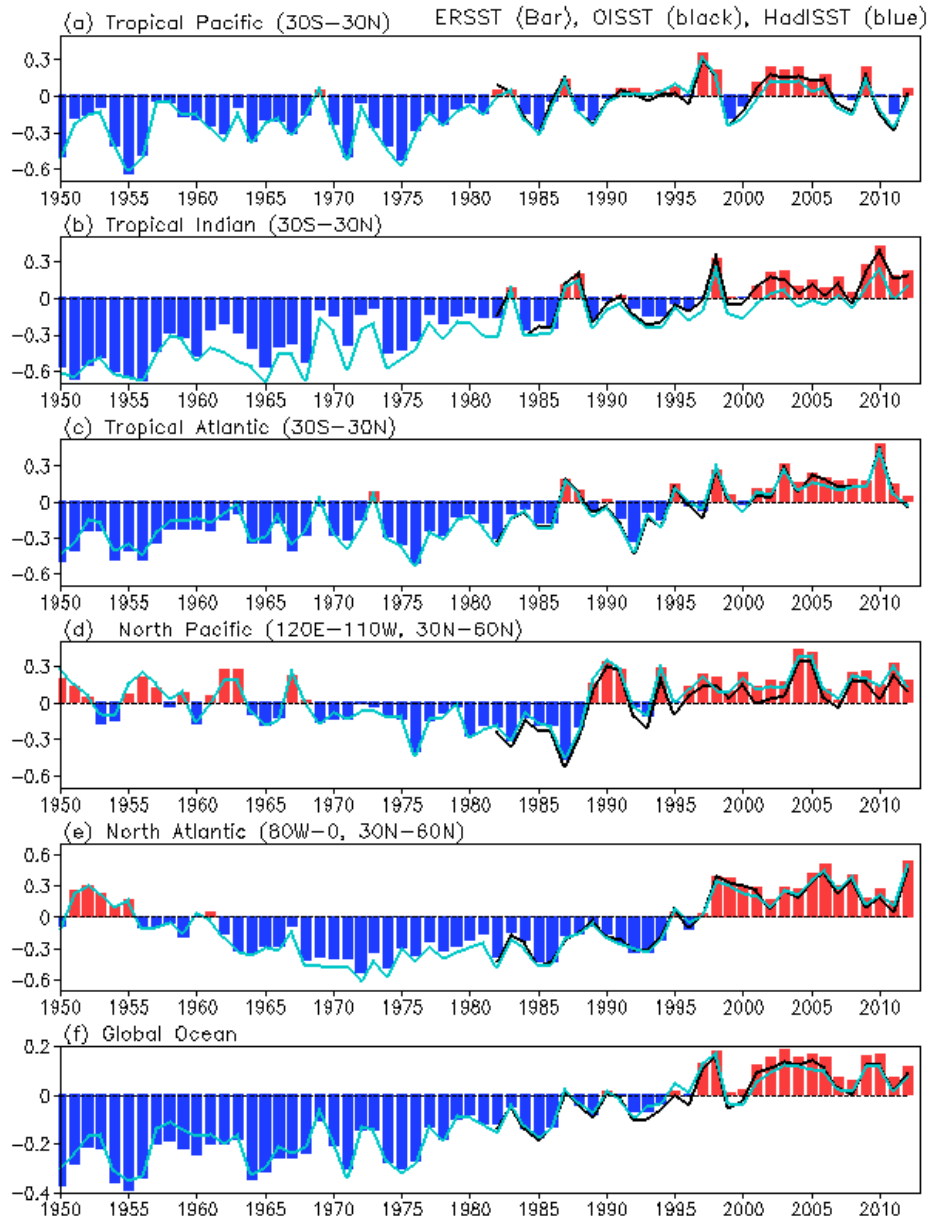 (a) Tropical Pacific (30S−30N) ERSST (Bar), OISST (black), HadISST (blue)
0.3
0
−0.3
−0.6
1950 1955 1960 1965 1970 1975 1980 1985 1990 1995 2000 2005 2010
(b) Tropical Indian (30S−30N)
0.3
0
−0.3
−0.6
1950 1955 1960 1965 1970 1975 1980 1985 1990 1995 2000 2005 2010
(c) Tropical Atlantic (30S−30N)
0.3
0
−0.3
−0.6
1950 1955 1960 1965 1970 1975 1980 1985 1990 1995 2000 2005 2010
(d) North Pacific (120E−110W, 30N−60N)
0.3
0
−0.3
−0.6
1950 1955 1960 1965 1970 1975 1980 1985 1990 1995 2000 2005 2010
(e) North Atlantic (80W−0, 30N−60N)
0.6
0.3
0
−0.3
−0.6
1950 1955 1960 1965 1970 1975 1980 1985 1990 1995 2000 2005 2010
(f) Global Ocean
0.2
0
−0.2
−0.4
1950 1955 1960 1965 1970 1975 1980 1985 1990 1995 2000 2005 2010